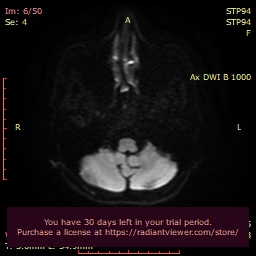 Im: 6/50
Se: 4
A
STP94
STP94
F
Ax DWI B 1000
R
L
You have 30 days left in your trial period.
Purchase a license at https://radiantviewer.com/store/